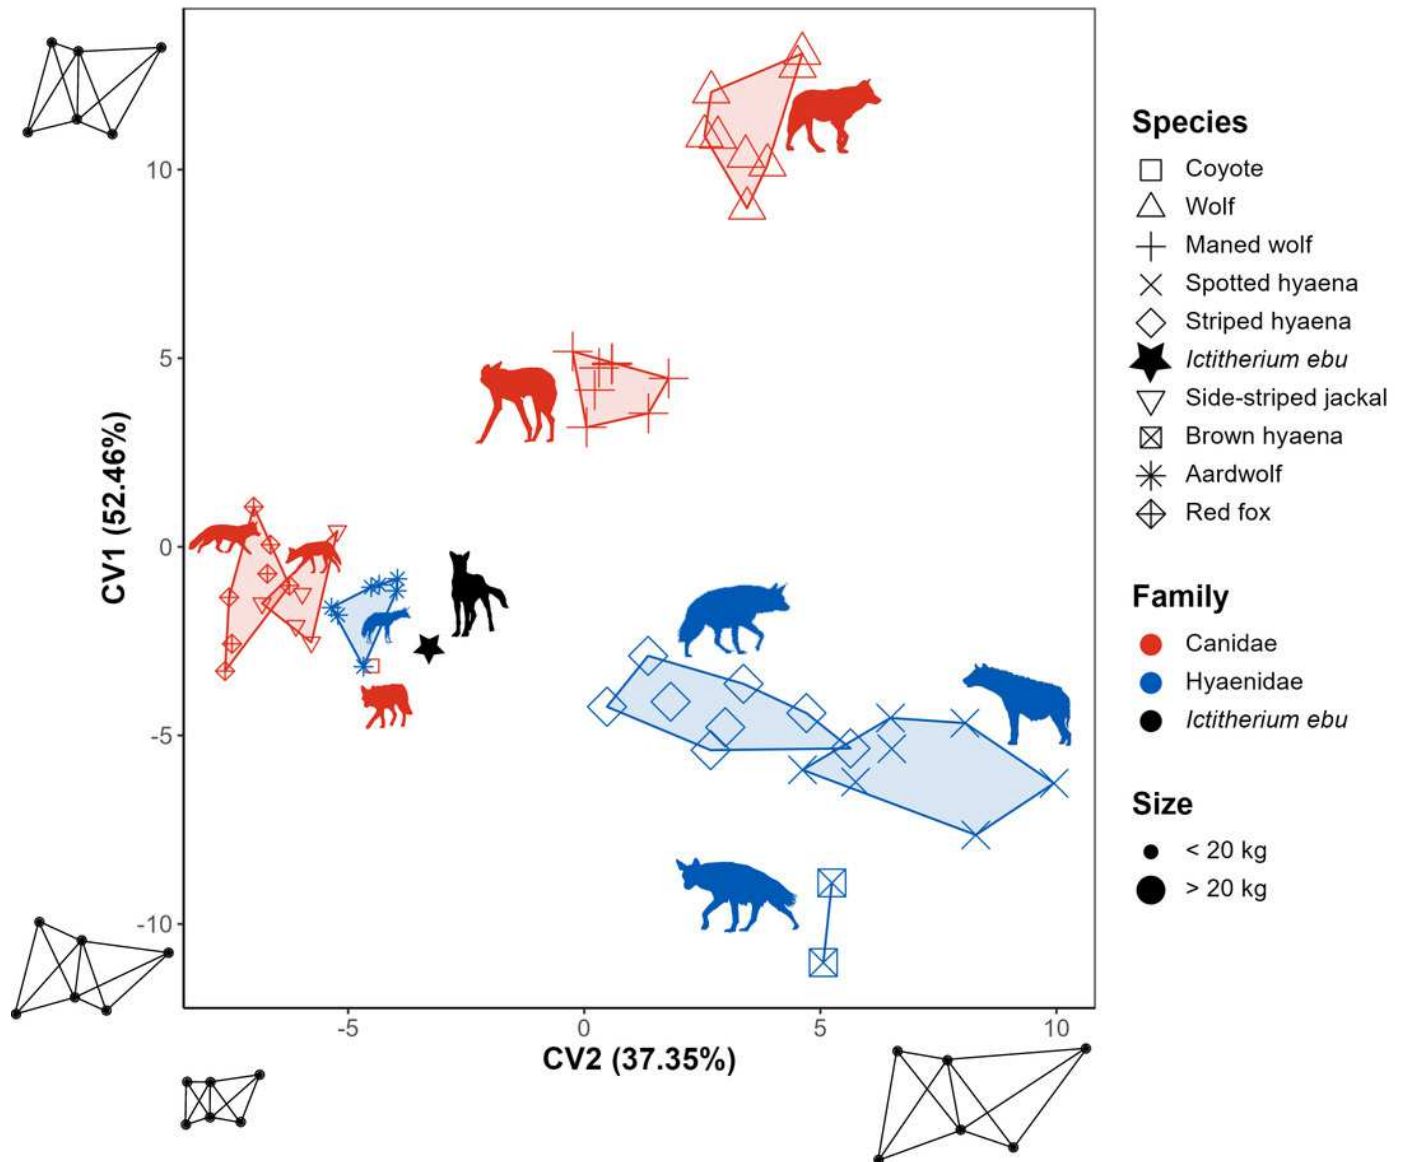 10
5
0
-5
-10
CV1 (52.46%)
-5
0
5
10
CV2 (37.35%)
Species
Coyote
Wolf
Maned wolf
Spotted hyaena
Striped hyaena
Ictitherium ebu
Side-striped jackal
Brown hyaena
Aardwolf
Red fox
Family
Canidae
Hyaenidae
Ictitherium ebu
Size
< 20 kg
> 20 kg